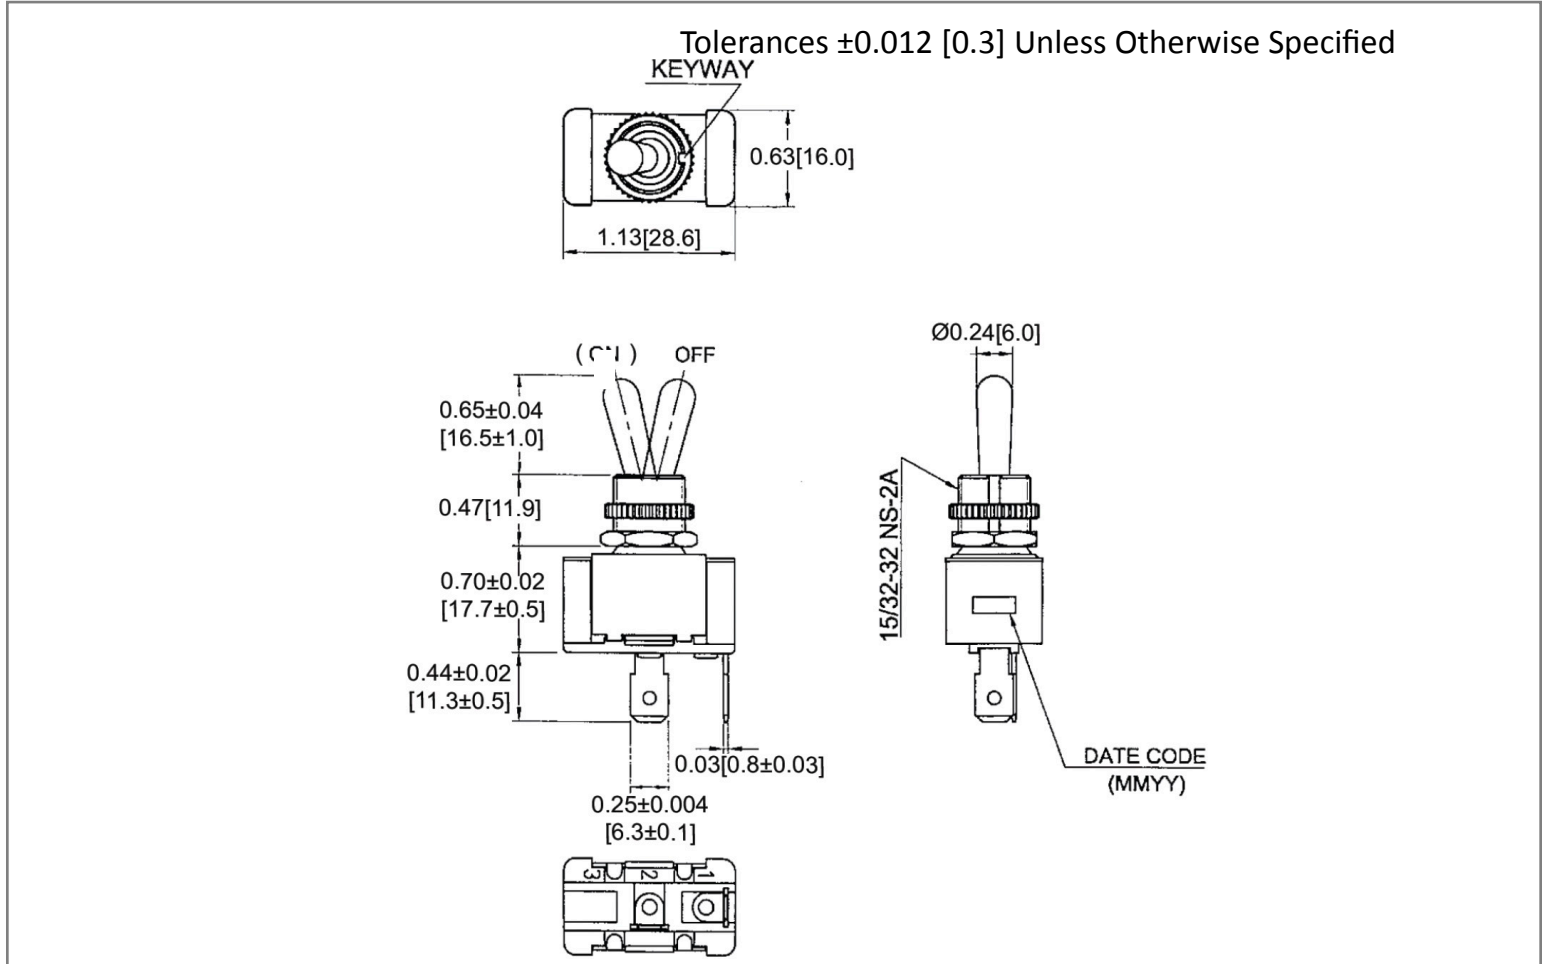 Tolerances ±0.012 [0.3] Unless Otherwise Specified
KEYWAY
0.63[16.0]
1.13[28.6]
OFF
Ø0.24[6.0]
0.65±0.04
[16.5±1.0]
0.47[11.9]
15/32-32 NS-2A
0.70±0.02
[17.7±0.5]
0.44±0.02
[11.3±0.5]
0.03[0.8±0.03]
DATE CODE
(MMYY)
0.25±0.004
[6.3±0.1]
3 2 1